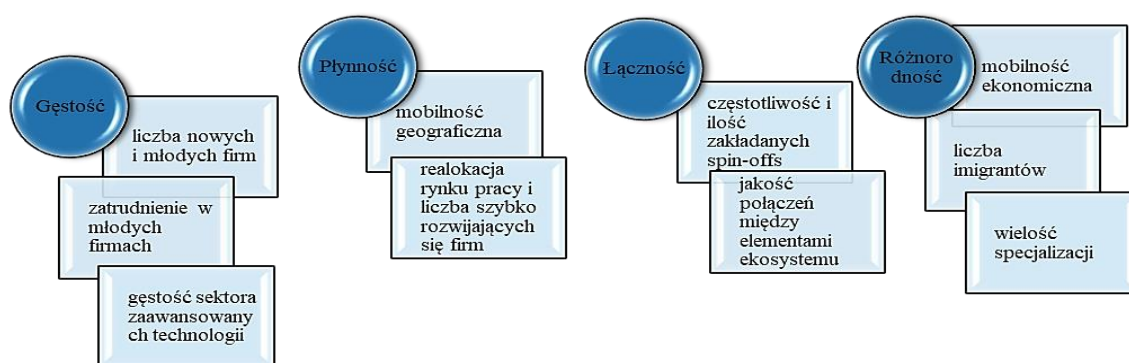 Gęstość
liczba nowych
i młodych firm
zatrudnienie w
młodych
firmach
gęstość sektora
zaawansowany
ch technologii
Płynność
mobilność
geograficzna
realokacja
rynku pracy i
liczba szybko
rozwijających
się firm
Łączność
częstotliwość i
ilość
zakładanych
spin-offs
jakość
połączeń
między
elementami
ekosystemu
Różnoro
dność
mobilność
ekonomiczna
liczba
imigrantów
wielość
specjalizacji